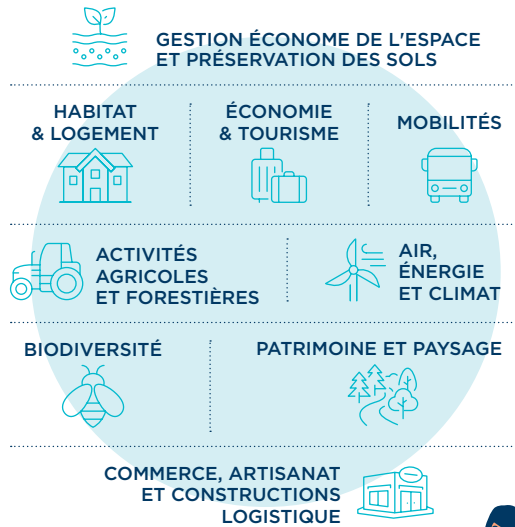 GESTION ÉCONOME DE L'ESPACE
ET PRÉSERVATION DES SOLS
HABITAT
& LOGEMENT
ÉCONOMIE
& TOURISME
MOBILITÉS
ACTIVITÉS
AGRICOLES
ET FORESTIÈRES
AIR,
ÉNERGIE
ET CLIMAT
BIODIVERSITÉ
PATRIMOINE ET PAYSAGE
COMMERCE, ARTISANAT
ET CONSTRUCTIONS
LOGISTIQUE